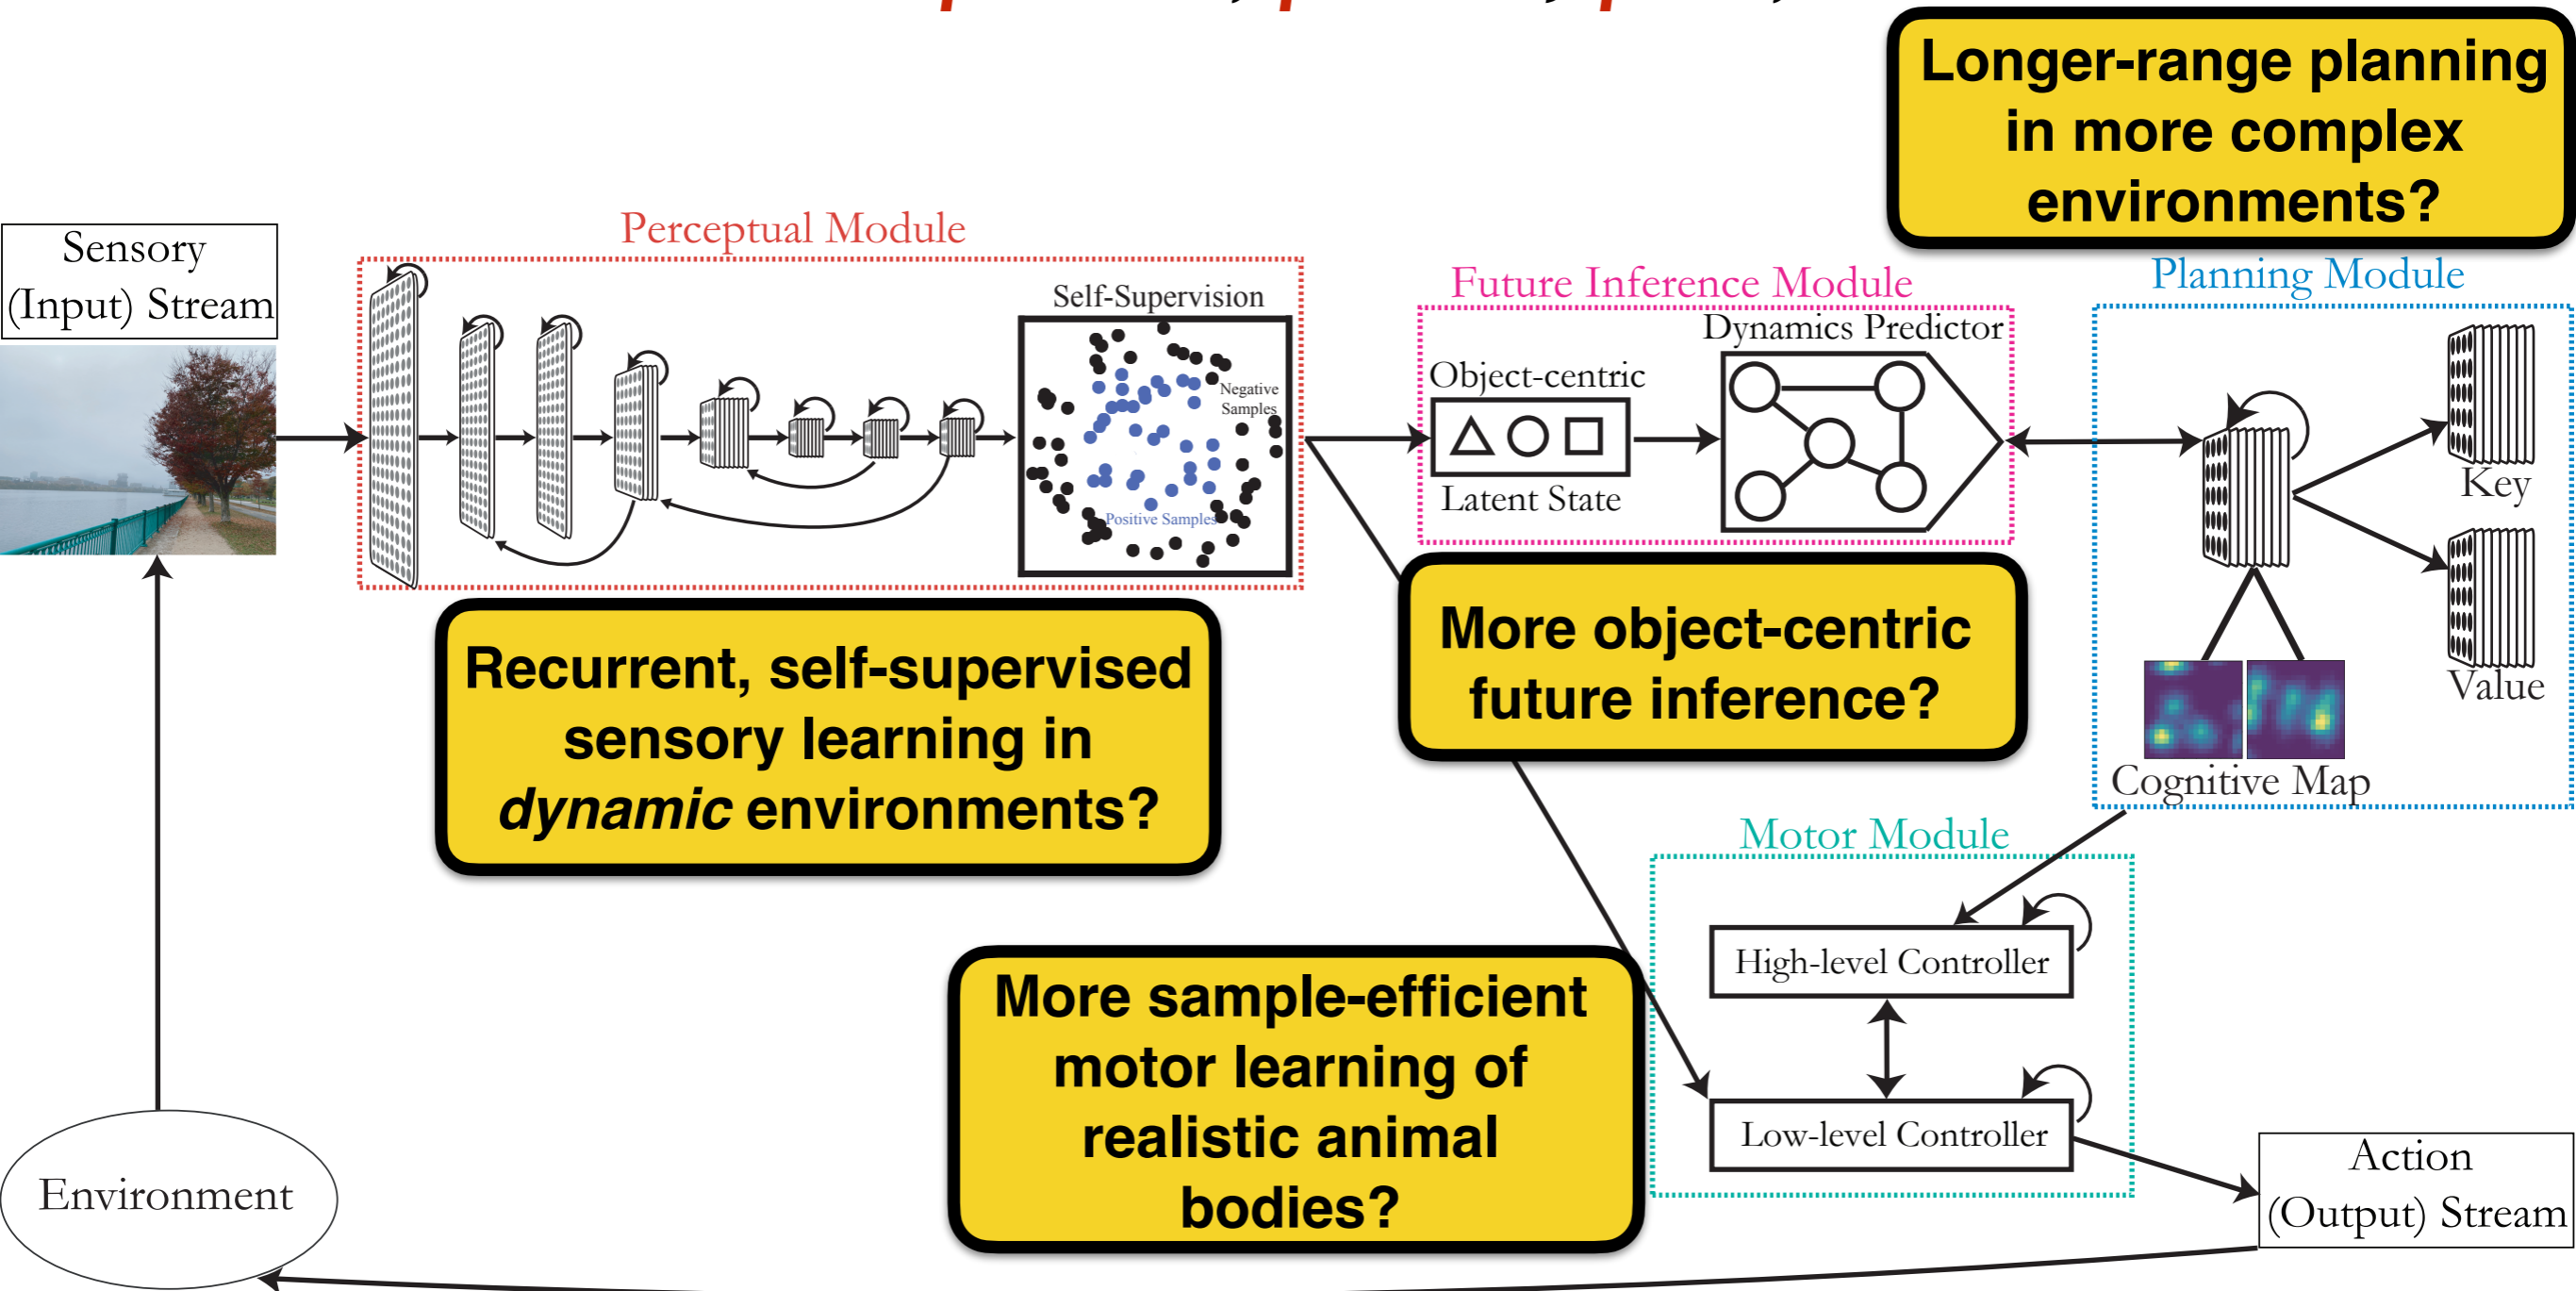 Longer-range planning
in more complex
environments?
Sensory
(Input) Stream
Perceptual Module
Self-Supervision
Negative
Samples
Positive Samples
Future Inference Module
Dynamics Predictor
Object-centric
Latent State
Planning Module
Key
Value
Cognitive Map
Recurrent, self-supervised
sensory learning in
dynamic environments?
More object-centric
future inference?
Motor Module
High-level Controller
Low-level Controller
More sample-efficient
motor learning of
realistic animal
bodies?
Environment
Action
(Output) Stream